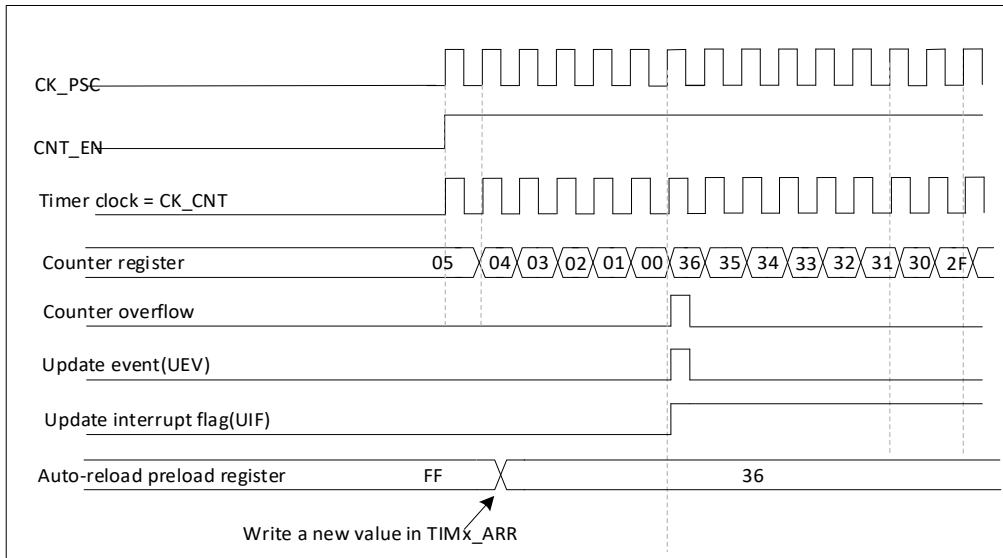 CK_PSC
CNT_EN
Timer clock = CK_CNT
Counter register 05 04 03 02 01 00 36 35 34 33 32 31 30 2F
Counter overflow
Update event(UEV)
Update interrupt flag(UIF)
Auto-reload preload register FF 36
Write a new value in TIMx_ARR